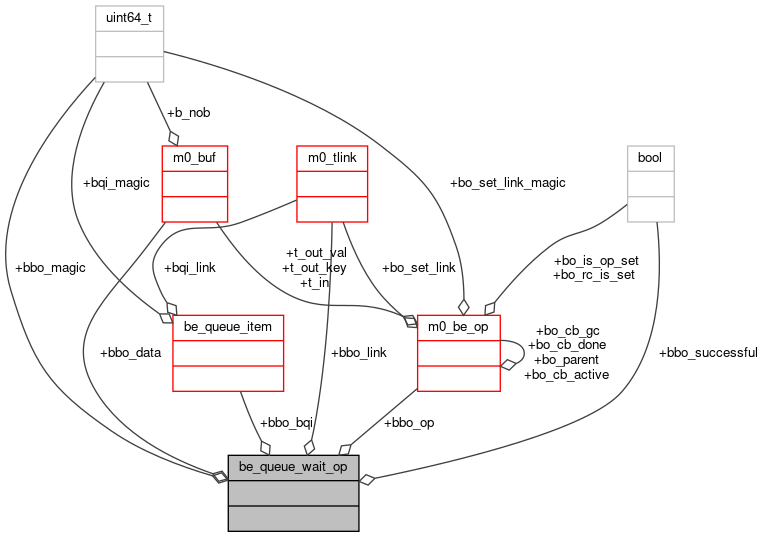 uint64_t
+b_nob
m0_buf
m0_tlink
bool
+bqi_magic
+bo_set_link_magic
+bbo_magic
+bqi_link
+t_out_val
+t_out_key
+t_in
+bo_set_link
+bo_is_op_set
+bo_rc_is_set
be_queue_item
m0_be_op
+bo_cb_gc
+bo_cb_done
+bo_parent
+bo_cb_active
+bbo_data
+bbo_link
+bbo_successful
+bbo_bqi
+bbo_op
be_queue_wait_op